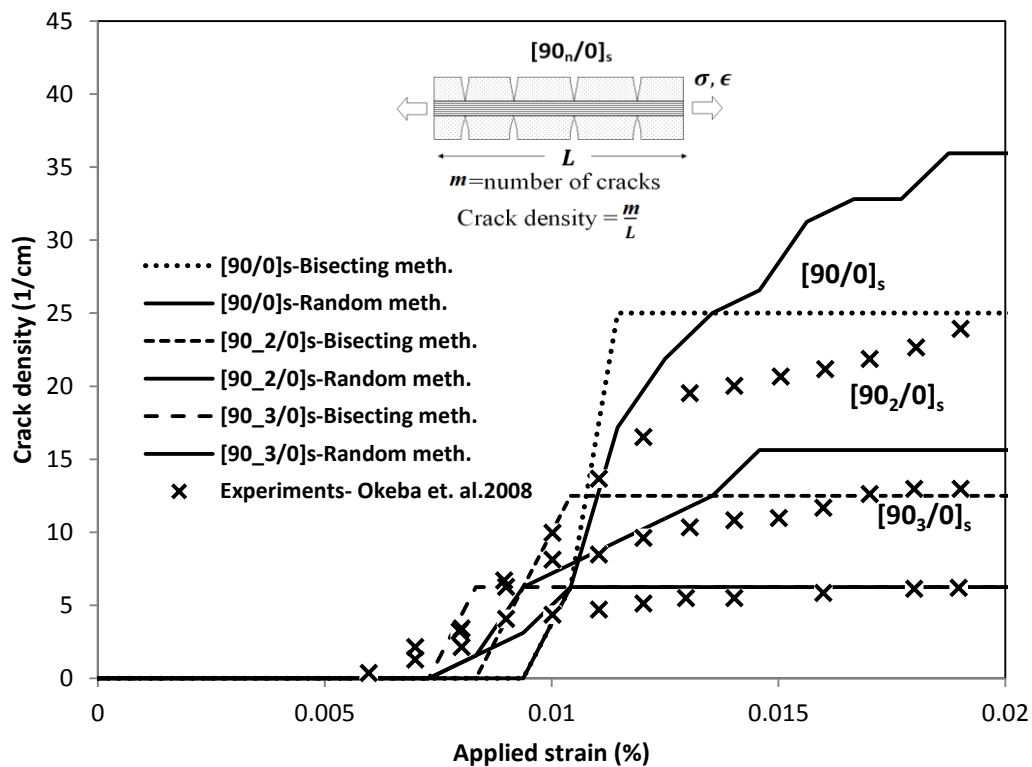 45
40
35
30
25
20
15
10
5
0
Crack density (1/cm)
[90ₙ/0]ₛ
σ, ϵ
L
m=number of cracks
Crack density = m/L
[90/0]s-Bisecting meth.
[90/0]s-Random meth.
[90_2/0]s-Bisecting meth.
[90_2/0]s-Random meth.
[90_3/0]s-Bisecting meth.
[90_3/0]s-Random meth.
Experiments- Okeba et. al.2008
[90/0]ₛ
[90₂/0]ₛ
[90₃/0]ₛ
0 0.005 0.01 0.015 0.02
Applied strain (%)